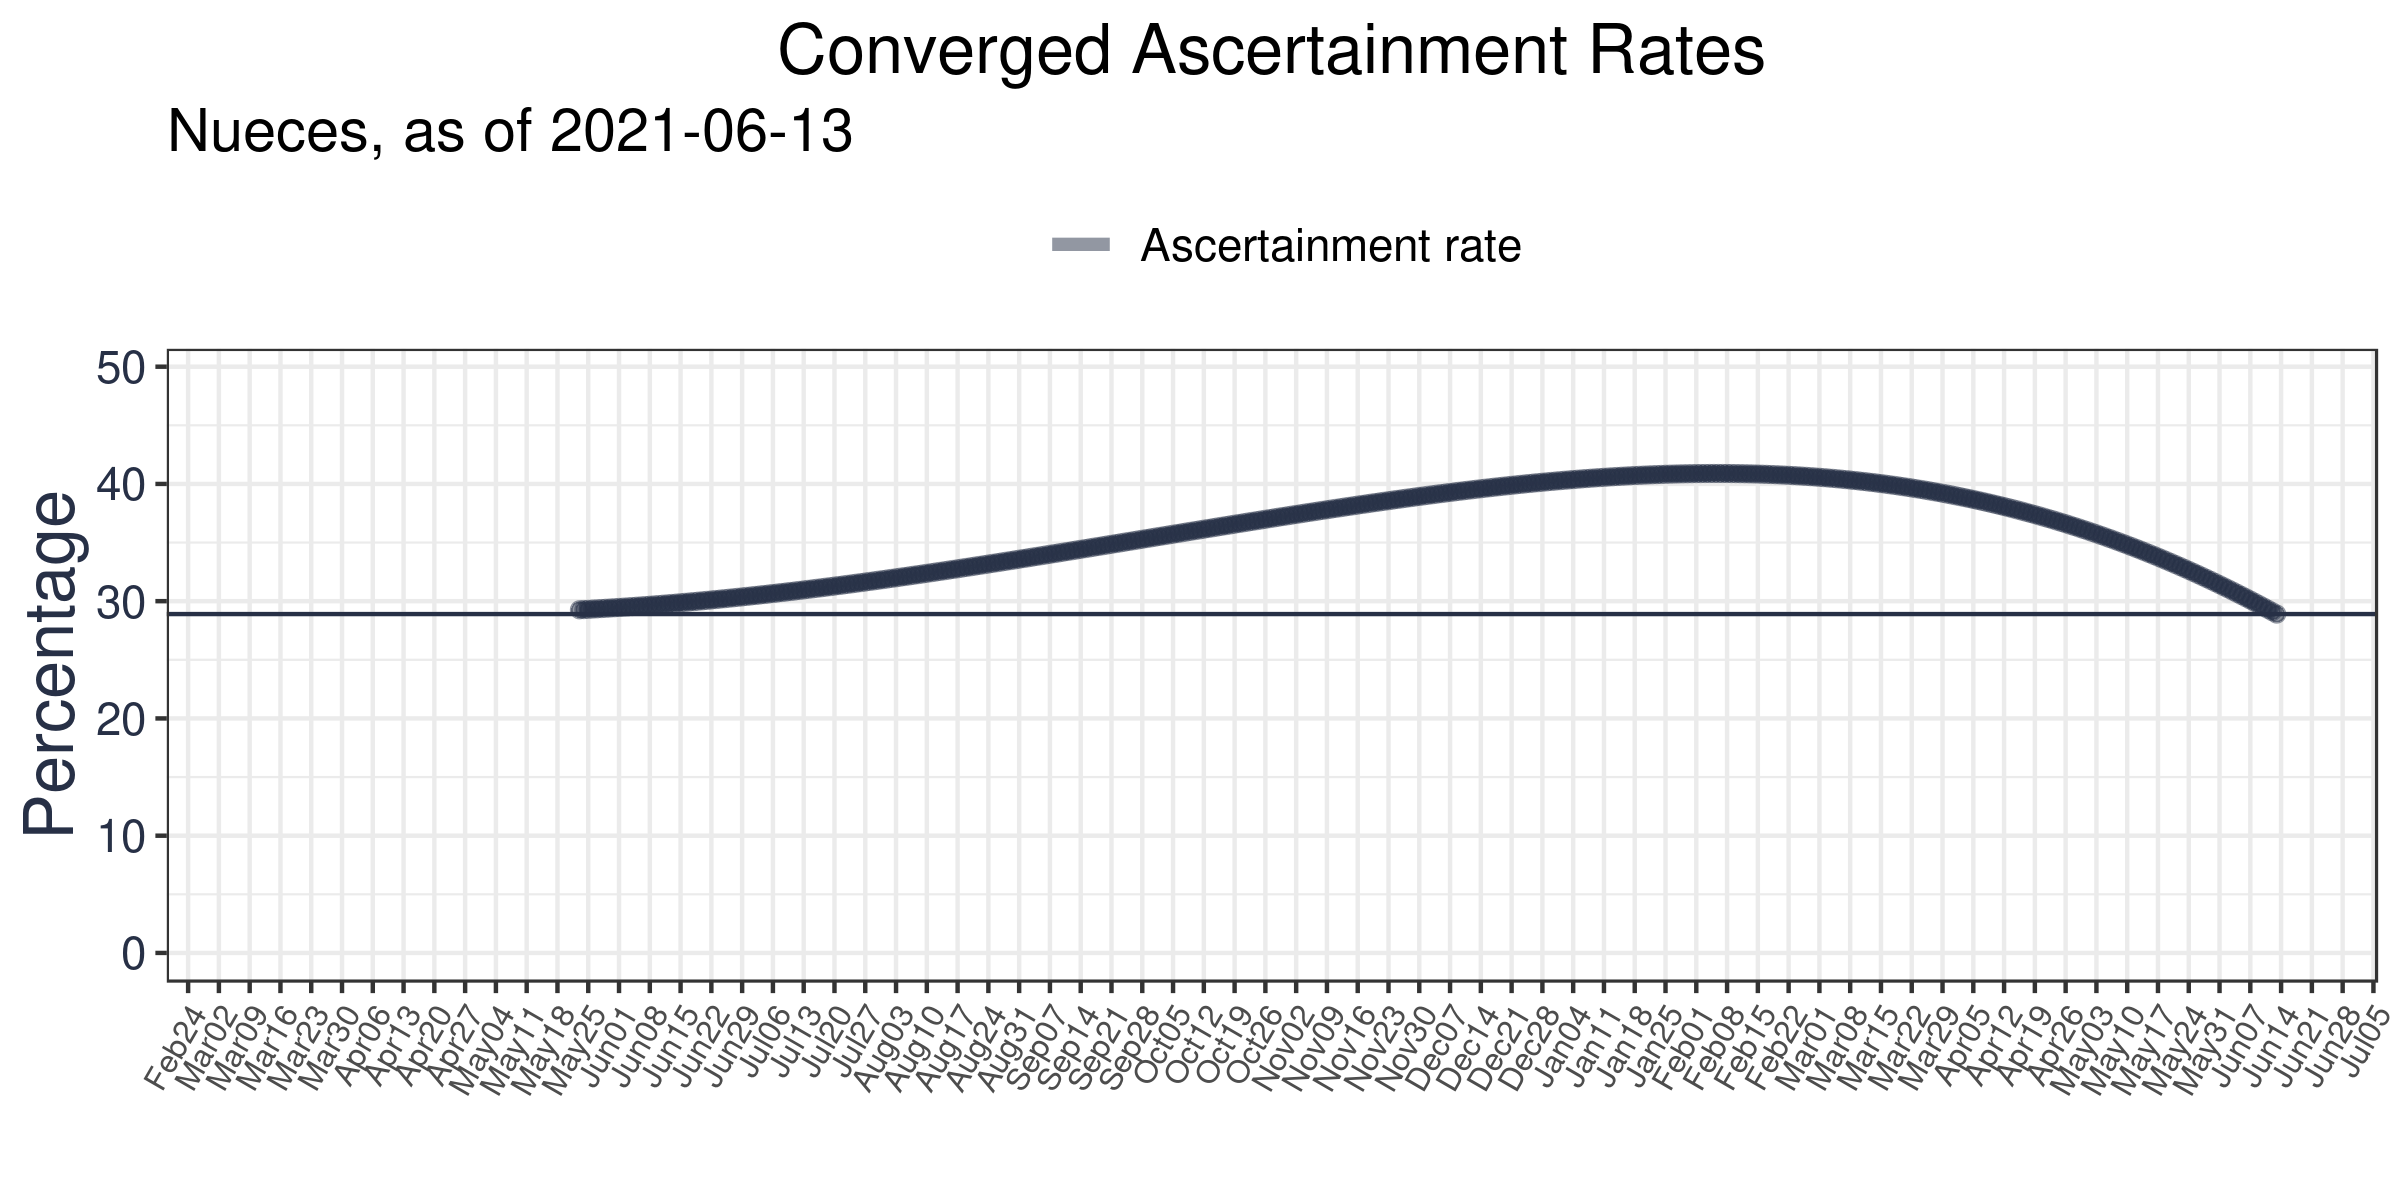 Converged Ascertainment Rates
Nueces, as of 2021-06-13
Ascertainment rate
Percentage
50
40
30
20
10
0
Feb24 Mar02 Mar09 Mar16 Mar23 Mar30 Apr06 Apr13 Apr20 Apr27 May04 May11 May18 May25 Jun01 Jun08 Jun15 Jun22 Jun29 Jul06 Jul13 Jul20 Jul27 Aug03 Aug10 Aug17 Aug24 Aug31 Sep07 Sep14 Sep21 Sep28 Oct05 Oct12 Oct19 Oct26 Nov02 Nov09 Nov16 Nov23 Nov30 Dec07 Dec14 Dec21 Dec28 Jan04 Jan11 Jan18 Jan25 Feb01 Feb08 Feb15 Feb22 Mar01 Mar08 Mar15 Mar22 Mar29 Apr05 Apr12 Apr19 Apr26 May03 May10 May17 May24 May31 Jun07 Jun14 Jun21 Jun28 Jul05